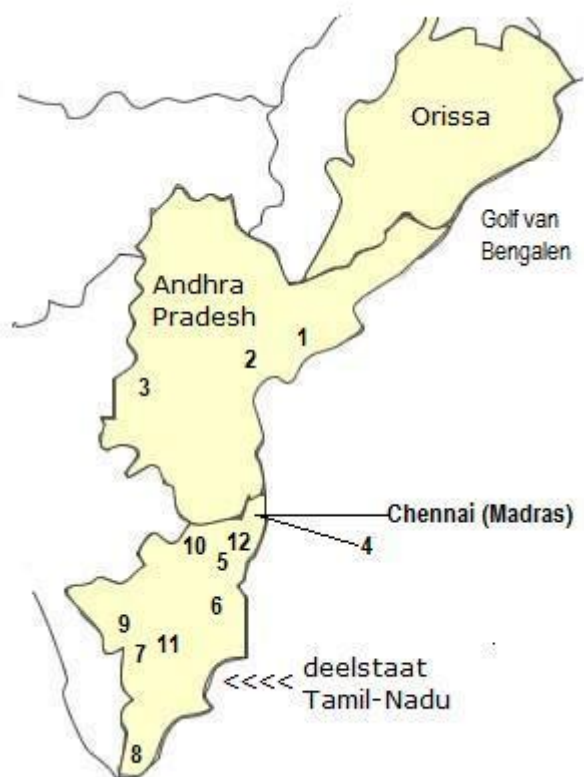 Orissa
Golf van
Bengalen
Andhra
Pradesh
1
2
3
Chennai (Madras)
4
10
12
5
6
9
7
11
<<<< deelstaat
Tamil-Nadu
8